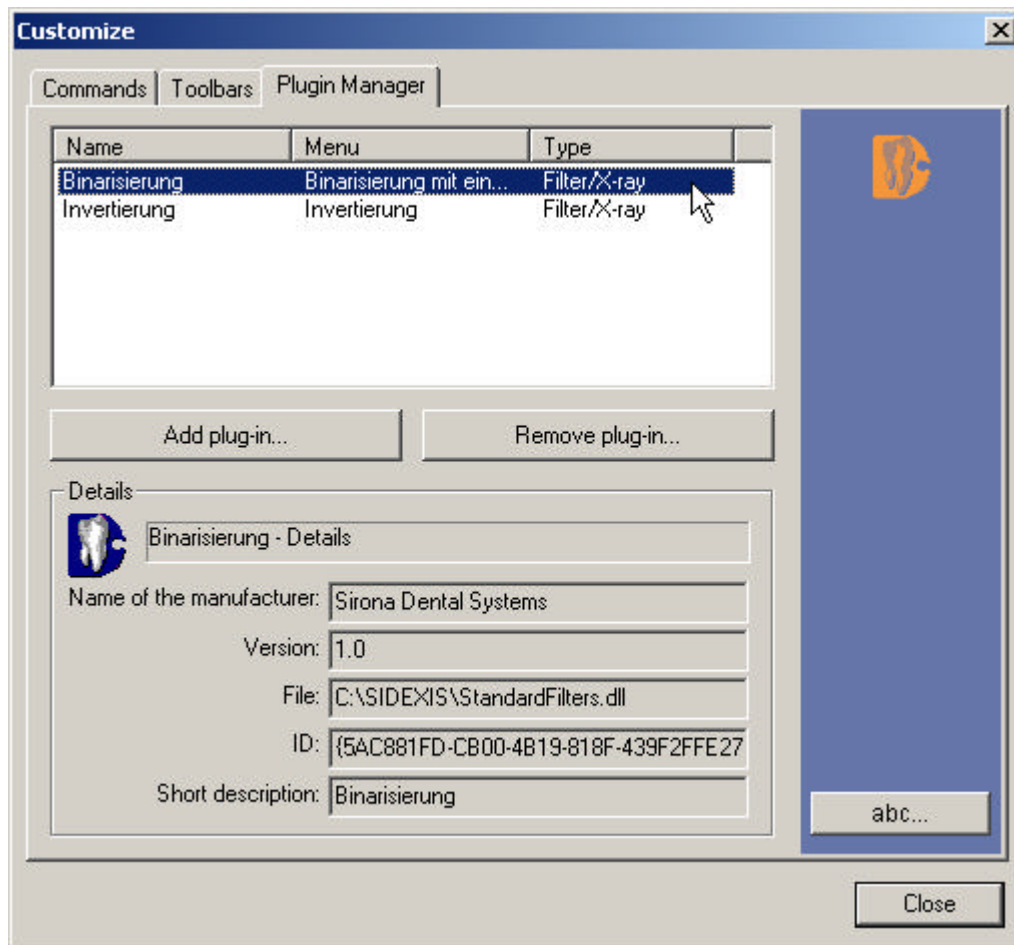 Customize
Commands Toolbars Plugin Manager
Name Menu Type
Binarisierung Binarisierung mit ein... Filter/X-ray
Invertierung Invertierung Filter/X-ray
Add plug-in... Remove plug-in...
Details
Binarisierung - Details
Name of the manufacturer: Sirona Dental Systems
Version: 1.0
File: C:\SIDEXIS\StandardFilters.dll
ID: {5AC881FD-CB00-4B19-818F-439F2FFE27
Short description: Binarisierung
abc...
Close